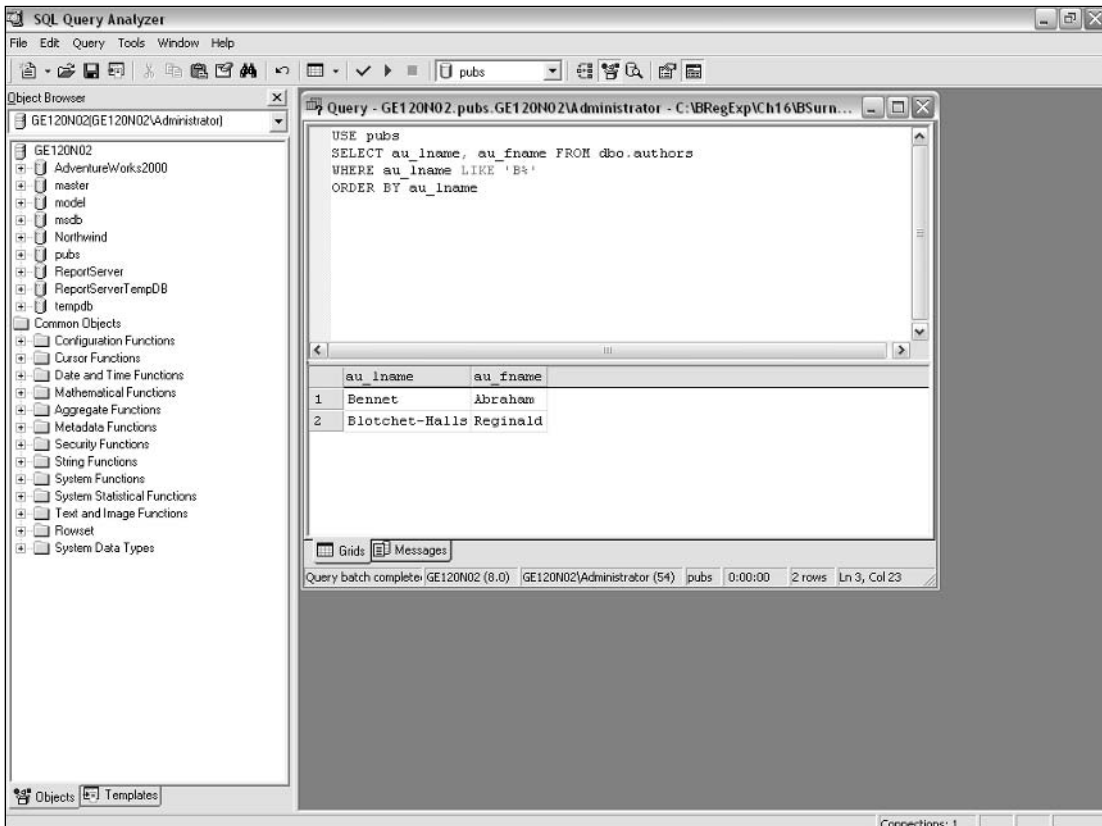 SQL Query Analyzer
File Edit Query Tools Window Help
pubs
Object Browser
GE120N02(GE120N02\Administrator)
GE120N02
AdventureWorks2000
master
model
msdb
Northwind
pubs
ReportServer
ReportServerTempDB
tempdb
Common Objects
Configuration Functions
Cursor Functions
Date and Time Functions
Mathematical Functions
Aggregate Functions
Metadata Functions
Security Functions
String Functions
System Functions
System Statistical Functions
Text and Image Functions
Rowset
System Data Types
Objects Templates
Query - GE120N02.pubs.GE120N02\Administrator - C:\BRegExp\Ch16\BSurn...
USE pubs
SELECT au_lname, au_fname FROM dbo.authors
WHERE au_lname LIKE 'B%'
ORDER BY au_lname
au_lname au_fname
1 Bennet Abraham
2 Blotchet-Halls Reginald
Grids Messages
Query batch complete GE120N02 (8.0) GE120N02\Administrator (54) pubs 0:00:00 2 rows Ln 3, Col 23
Connections: 1